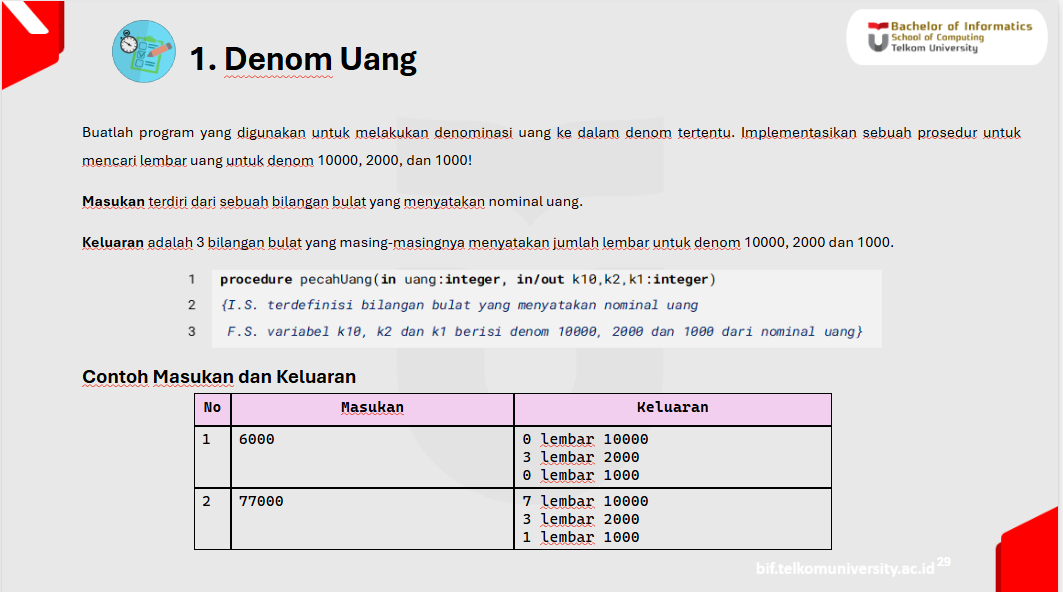 Bachelor of Informatics
School of Computing
Telkom University
1. Denom Uang
Buatlah program yang digunakan untuk melakukan denominasi uang ke dalam denom tertentu. Implementasikan sebuah prosedur untuk
mencari lembar uang untuk denom 10000, 2000, dan 1000!
Masukan terdiri dari sebuah bilangan bulat yang menyatakan nominal uang.
Keluaran adalah 3 bilangan bulat yang masing-masingnya menyatakan jumlah lembar untuk denom 10000, 2000 dan 1000.
1 procedure pecahUang(in uang:integer, in/out k10,k2,k1:integer)
2 {I.S. terdefinisi bilangan bulat yang menyatakan nominal uang
3 F.S. variabel k10, k2 dan k1 berisi denom 10000, 2000 dan 1000 dari nominal uang}
Contoh Masukan dan Keluaran
No Masukan Keluaran
1 6000 0 lembar 10000
3 lembar 2000
0 lembar 1000
2 77000 7 lembar 10000
3 lembar 2000
1 lembar 1000
bif.telkomuniversity.ac.id 29